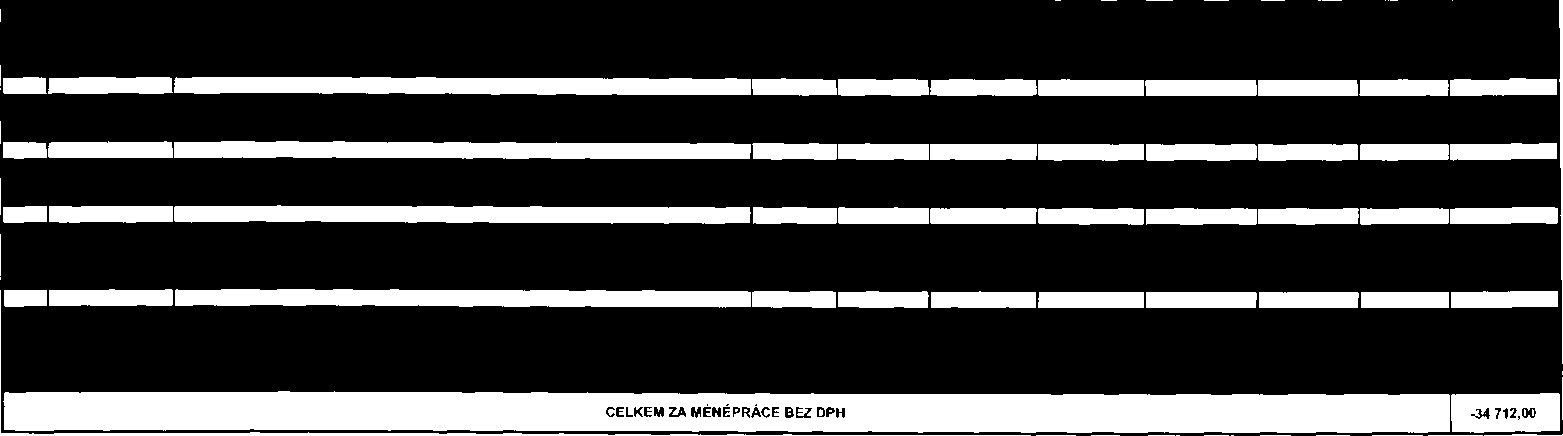 CELKEM ZA MÉNĚPRÁCE BEZ DPH -34 712,00